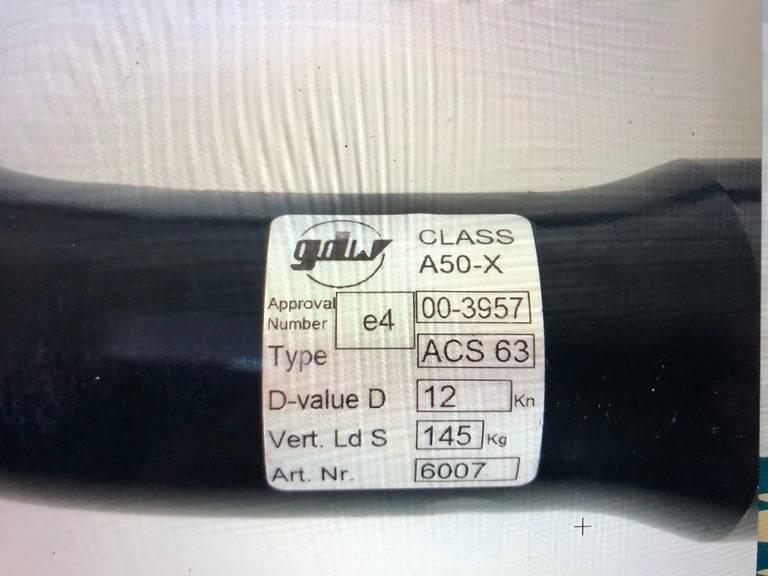 gdw
CLASS
A50-X
Approval
Number
e4
00-3957
Type
ACS 63
D-value D
12
Kn
Vert. Ld S
145
Kg
Art. Nr.
6007